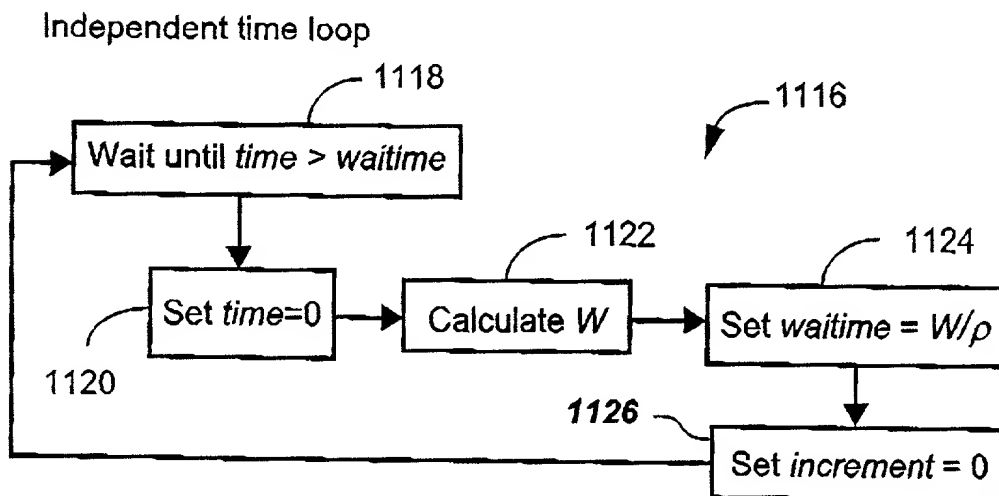 Independent time loop
1118
1116
Wait until time > waitime
1122
1124
Set time=0
Calculate W
Set waitime = W/ρ
1120
1126
Set increment = 0